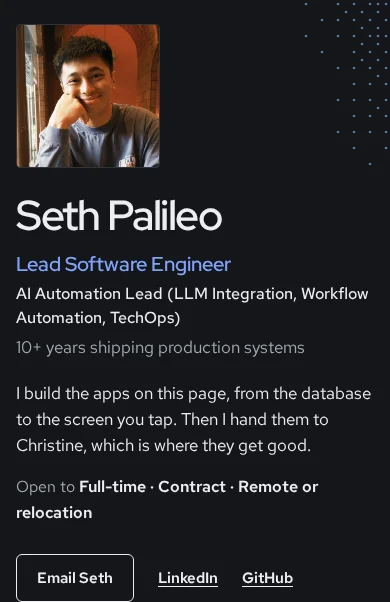 Seth Palileo
Lead Software Engineer
AI Automation Lead (LLM Integration, Workflow
Automation, TechOps)
10+ years shipping production systems
I build the apps on this page, from the database
to the screen you tap. Then I hand them to
Christine, which is where they get good.
Open to Full-time · Contract · Remote or
relocation
Email Seth LinkedIn GitHub